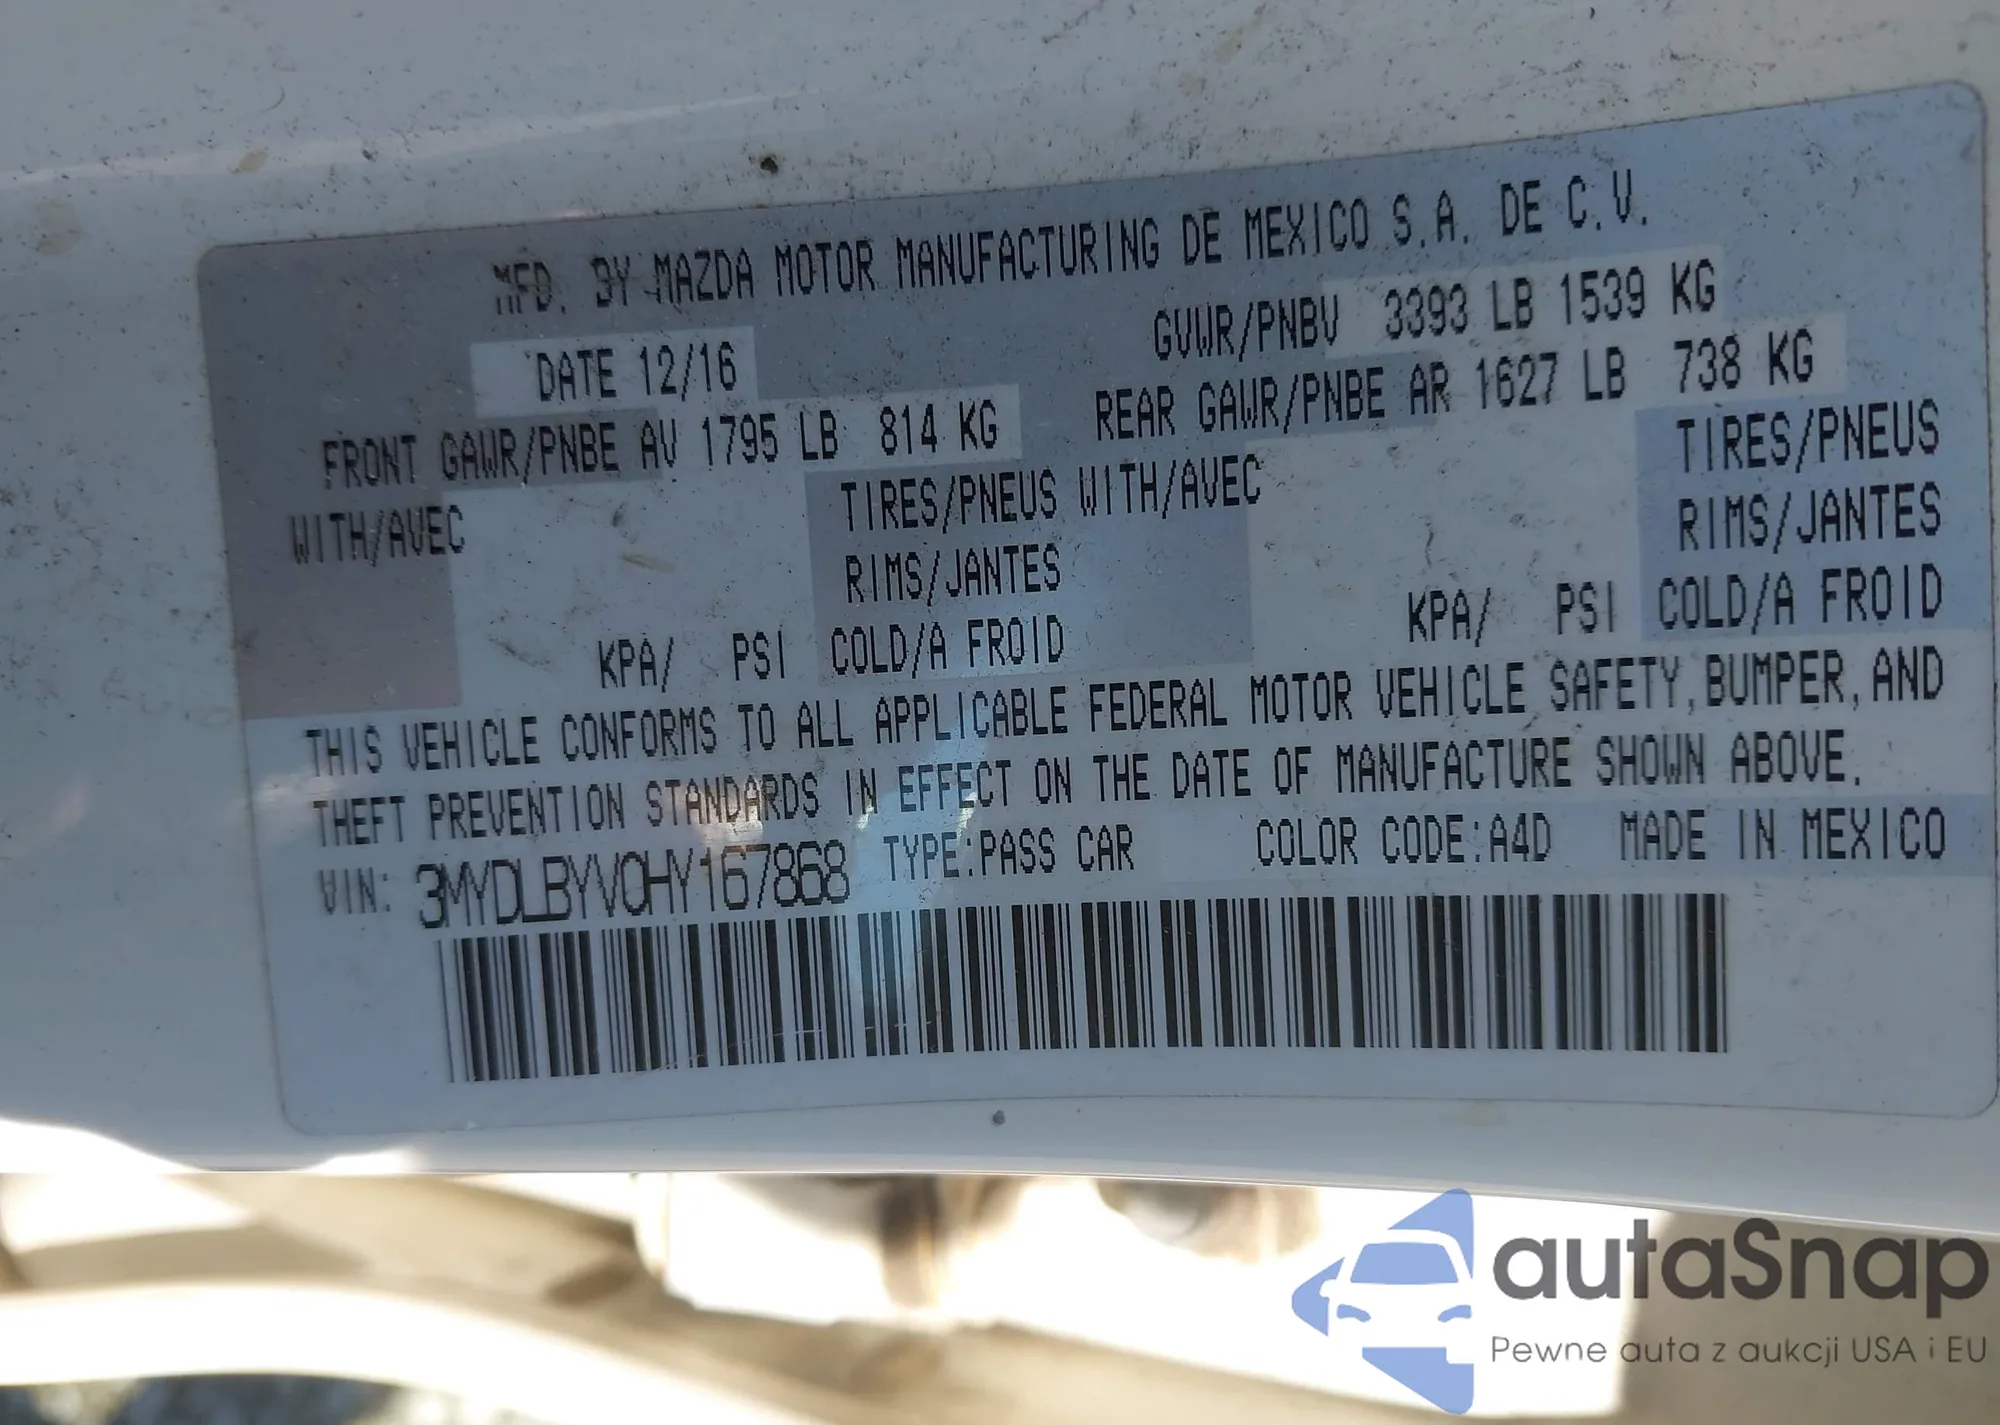 MFD. BY MAZDA MOTOR MANUFACTURING DE MEXICO S.A. DE C.V.
DATE 12/16 GVWR/PNBV 3393 LB 1539 KG
FRONT GAWR/PNBE AV 1795 LB 814 KG REAR GAWR/PNBE AR 1627 LB 738 KG
WITH/AVEC TIRES/PNEUS WITH/AVEC TIRES/PNEUS
RIMS/JANTES RIMS/JANTES
KPA/ PSI COLD/A FROID KPA/ PSI COLD/A FROID
THIS VEHICLE CONFORMS TO ALL APPLICABLE FEDERAL MOTOR VEHICLE SAFETY, BUMPER, AND
THEFT PREVENTION STANDARDS IN EFFECT ON THE DATE OF MANUFACTURE SHOWN ABOVE.
VIN: 3MYDLBYV0HY167868 TYPE:PASS CAR COLOR CODE:A4D MADE IN MEXICO
autaSnap
Pewne auta z aukcji USA i EU